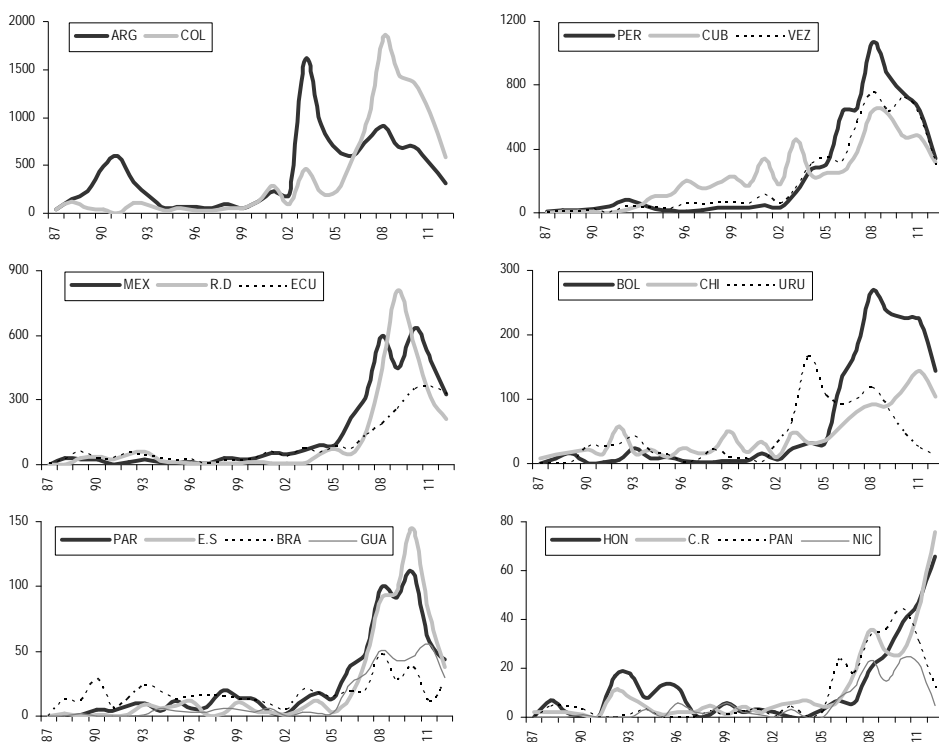 ARG COL
2000
1500
1000
500
0
87 90 93 96 99 02 05 08 11
PER CUB VEZ
1200
800
400
0
87 90 93 96 99 02 05 08 11
MEX R.D ECU
900
600
300
0
87 90 93 96 99 02 05 08 11
BOL CHI URU
300
200
100
0
87 90 93 96 99 02 05 08 11
PAR E.S BRA GUA
150
100
50
0
87 90 93 96 99 02 05 08 11
HON C.R PAN NIC
80
60
40
20
0
87 90 93 96 99 02 05 08 11